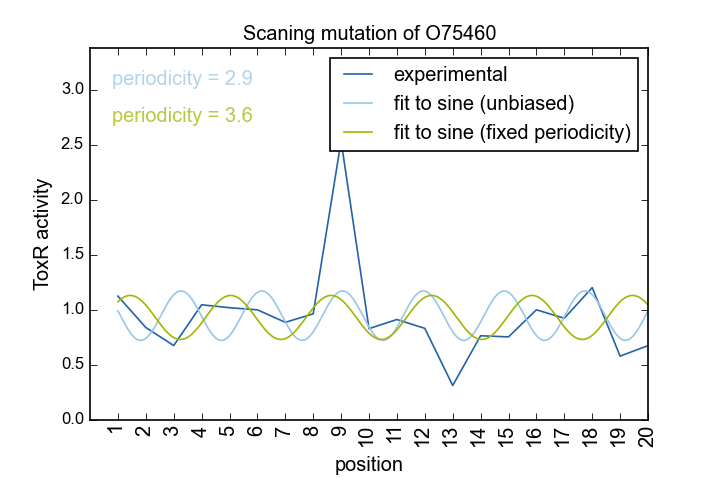 Scaning mutation of O75460
periodicity = 2.9
periodicity = 3.6
experimental
fit to sine (unbiased)
fit to sine (fixed periodicity)
ToxR activity
3.0
2.5
2.0
1.5
1.0
0.5
0.0
1 2 3 4 5 6 7 8 9 10 11 12 13 14 15 16 17 18 19 20
position